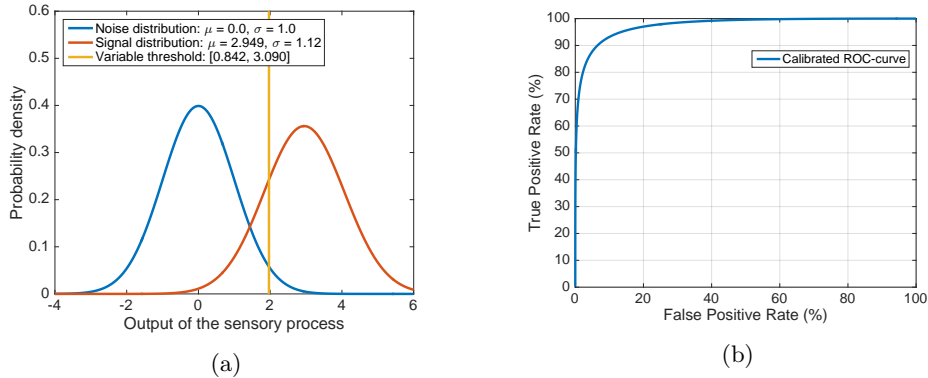 0.6
0.5
0.4
0.3
0.2
0.1
0
Probability density
Noise distribution: μ = 0.0, σ = 1.0
Signal distribution: μ = 2.949, σ = 1.12
Variable threshold: [0.842, 3.090]
-4 -2 0 2 4 6
Output of the sensory process
(a)
100
90
80
70
60
50
40
30
20
10
0
True Positive Rate (%)
Calibrated ROC-curve
0 20 40 60 80 100
False Positive Rate (%)
(b)